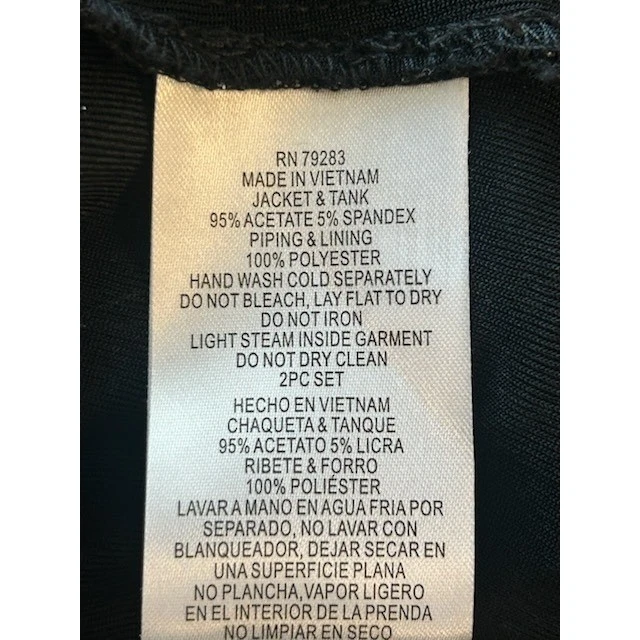 RN 79283
MADE IN VIETNAM
JACKET & TANK
95% ACETATE 5% SPANDEX
PIPING & LINING
100% POLYESTER
HAND WASH COLD SEPARATELY
DO NOT BLEACH, LAY FLAT TO DRY
DO NOT IRON
LIGHT STEAM INSIDE GARMENT
DO NOT DRY CLEAN
2PC SET
HECHO EN VIETNAM
CHAQUETA & TANQUE
95% ACETATO 5% LICRA
RIBETE & FORRO
100% POLIÉSTER
LAVAR A MANO EN AGUA FRIA POR
SEPARADO, NO LAVAR CON
BLANQUEADOR, DEJAR SECAR EN
UNA SUPERFICIE PLANA
NO PLANCHA, VAPOR LIGERO
EN EL INTERIOR DE LA PRENDA
NO LIMPIAR EN SECO